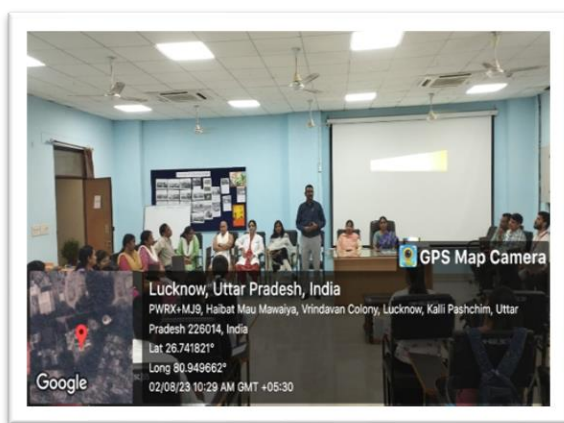 GPS Map Camera
Lucknow, Uttar Pradesh, India
PWRX+MJ9, Haibat Mau Mawaiya, Vrindavan Colony, Lucknow, Kalli Pashchim, Uttar
Pradesh 226014, India
Lat 26.741821°
Long 80.949662°
02/08/23 10:29 AM GMT +05:30
Google